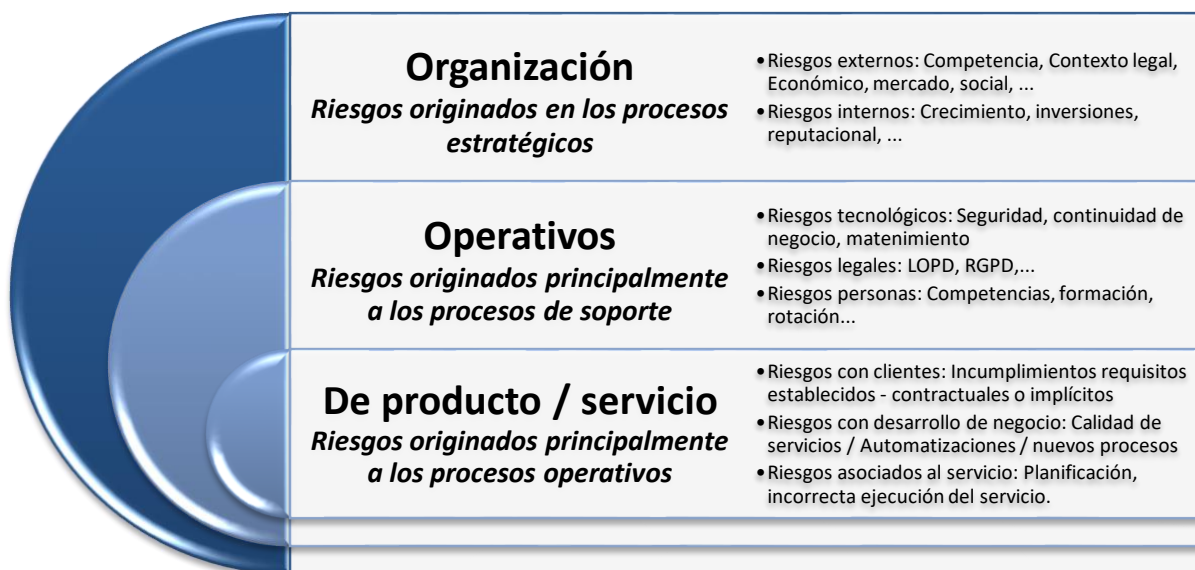 Organización
Riesgos originados en los procesos
estratégicos
•Riesgos externos: Competencia, Contexto legal,
Económico, mercado, social, ...
•Riesgos internos: Crecimiento, inversiones,
reputacional, ...
Operativos
Riesgos originados principalmente
a los procesos de soporte
•Riesgos tecnológicos: Seguridad, continuidad de
negocio, matenimiento
•Riesgos legales: LOPD, RGPD,...
•Riesgos personas: Competencias, formación,
rotación...
De producto / servicio
Riesgos originados principalmente
a los procesos operativos
•Riesgos con clientes: Incumplimientos requisitos
establecidos - contractuales o implícitos
•Riesgos con desarrollo de negocio: Calidad de
servicios / Automatizaciones / nuevos procesos
•Riesgos asociados al servicio: Planificación,
incorrecta ejecución del servicio.